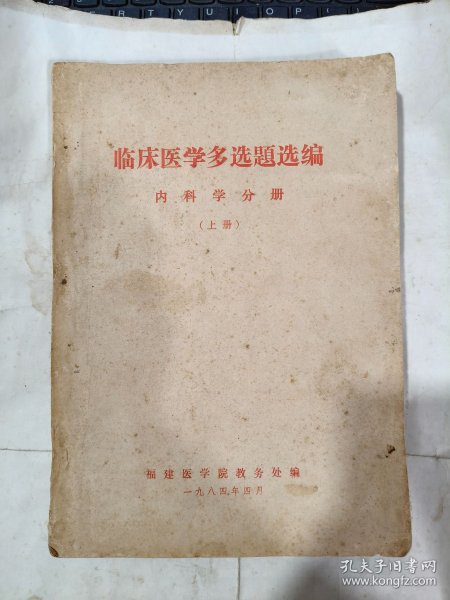 R T Y U I O P
临床医学多选题选编
内科学分册
（上册）
福建医学院教务处编
一九八四年四月
孔夫子旧书网
www.kongfz.com